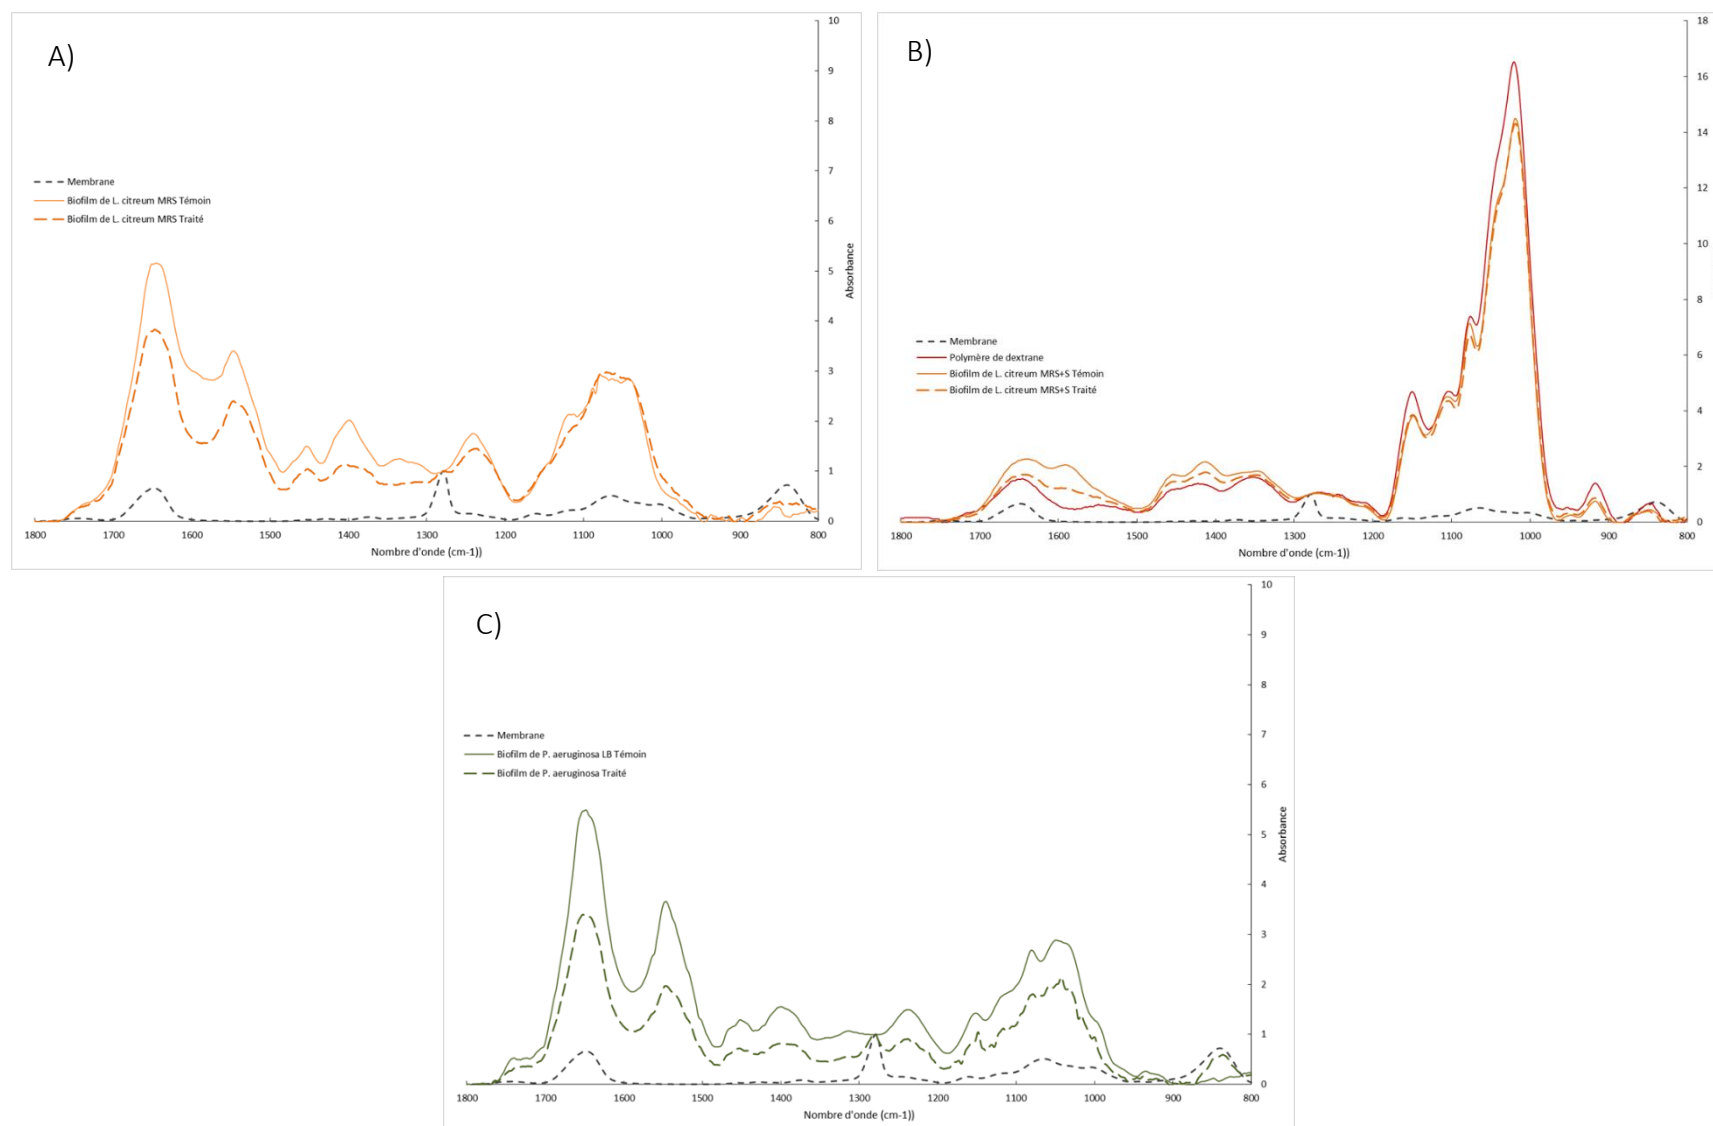 A)
10
9
8
7
6
5
4
3
2
1
0
Absorbance
Membrane
Biofilm de L. citreum MRS Témoin
Biofilm de L. citreum MRS Traité
1800 1700 1600 1500 1400 1300 1200 1100 1000 900 800
Nombre d'onde (cm-1))
B)
18
16
14
12
10
8
6
4
2
0
Membrane
Polymère de dextrane
Biofilm de L. citreum MRS+S Témoin
Biofilm de L. citreum MRS+S Traité
1800 1700 1600 1500 1400 1300 1200 1100 1000 900 800
Nombre d'onde (cm-1))
C)
10
9
8
7
6
5
4
3
2
1
0
Absorbance
Membrane
Biofilm de P. aeruginosa LB Témoin
Biofilm de P. aeruginosa Traité
1800 1700 1600 1500 1400 1300 1200 1100 1000 900 800
Nombre d'onde (cm-1))